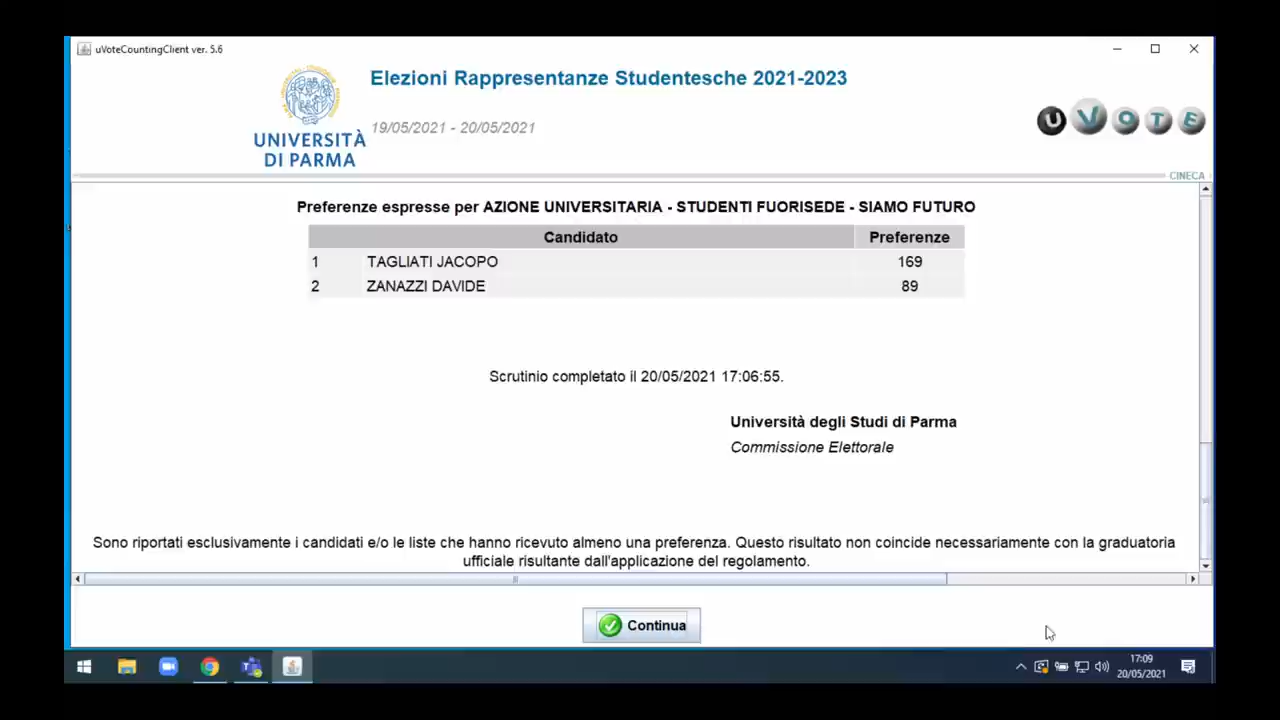 uVoteCountingClient ver. 5.6
Elezioni Rappresentanze Studentesche 2021-2023
19/05/2021 - 20/05/2021
UNIVERSITÀ
DI PARMA
U V O T E
CINECA
Preferenze espresse per AZIONE UNIVERSITARIA - STUDENTI FUORISEDE - SIAMO FUTURO
Candidato Preferenze
1 TAGLIATI JACOPO 169
2 ZANAZZI DAVIDE 89
Scrutinio completato il 20/05/2021 17:06:55.
Università degli Studi di Parma
Commissione Elettorale
Sono riportati esclusivamente i candidati e/o le liste che hanno ricevuto almeno una preferenza. Questo risultato non coincide necessariamente con la graduatoria
ufficiale risultante dall'applicazione del regolamento.
Continua
17:09
20/05/2021